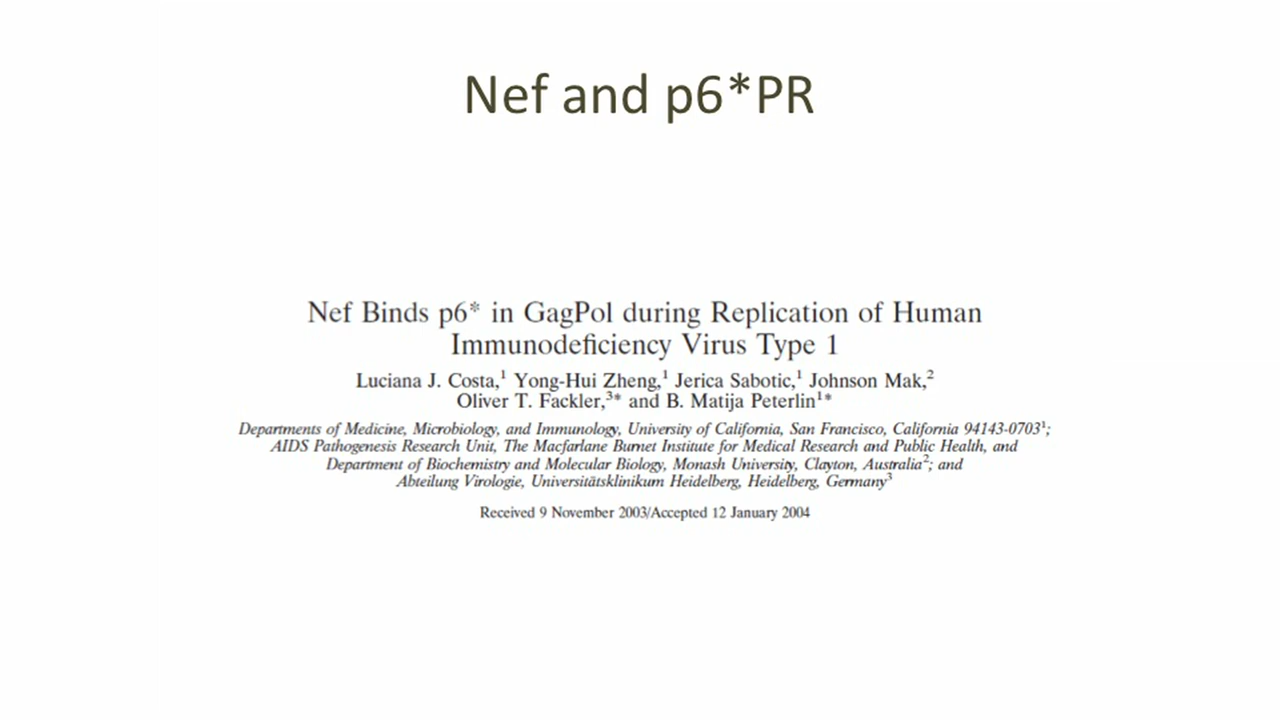 Nef and p6*PR
Nef Binds p6* in GagPol during Replication of Human
Immunodeficiency Virus Type 1
Luciana J. Costa,¹ Yong-Hui Zheng,¹ Jerica Sabotic,¹ Johnson Mak,²
Oliver T. Fackler,³* and B. Matija Peterlin¹*
Departments of Medicine, Microbiology, and Immunology, University of California, San Francisco, California 94143-0703¹;
AIDS Pathogenesis Research Unit, The Macfarlane Burnet Institute for Medical Research and Public Health, and
Department of Biochemistry and Molecular Biology, Monash University, Clayton, Australia²; and
Abteilung Virologie, Universitätsklinikum Heidelberg, Heidelberg, Germany³
Received 9 November 2003/Accepted 12 January 2004